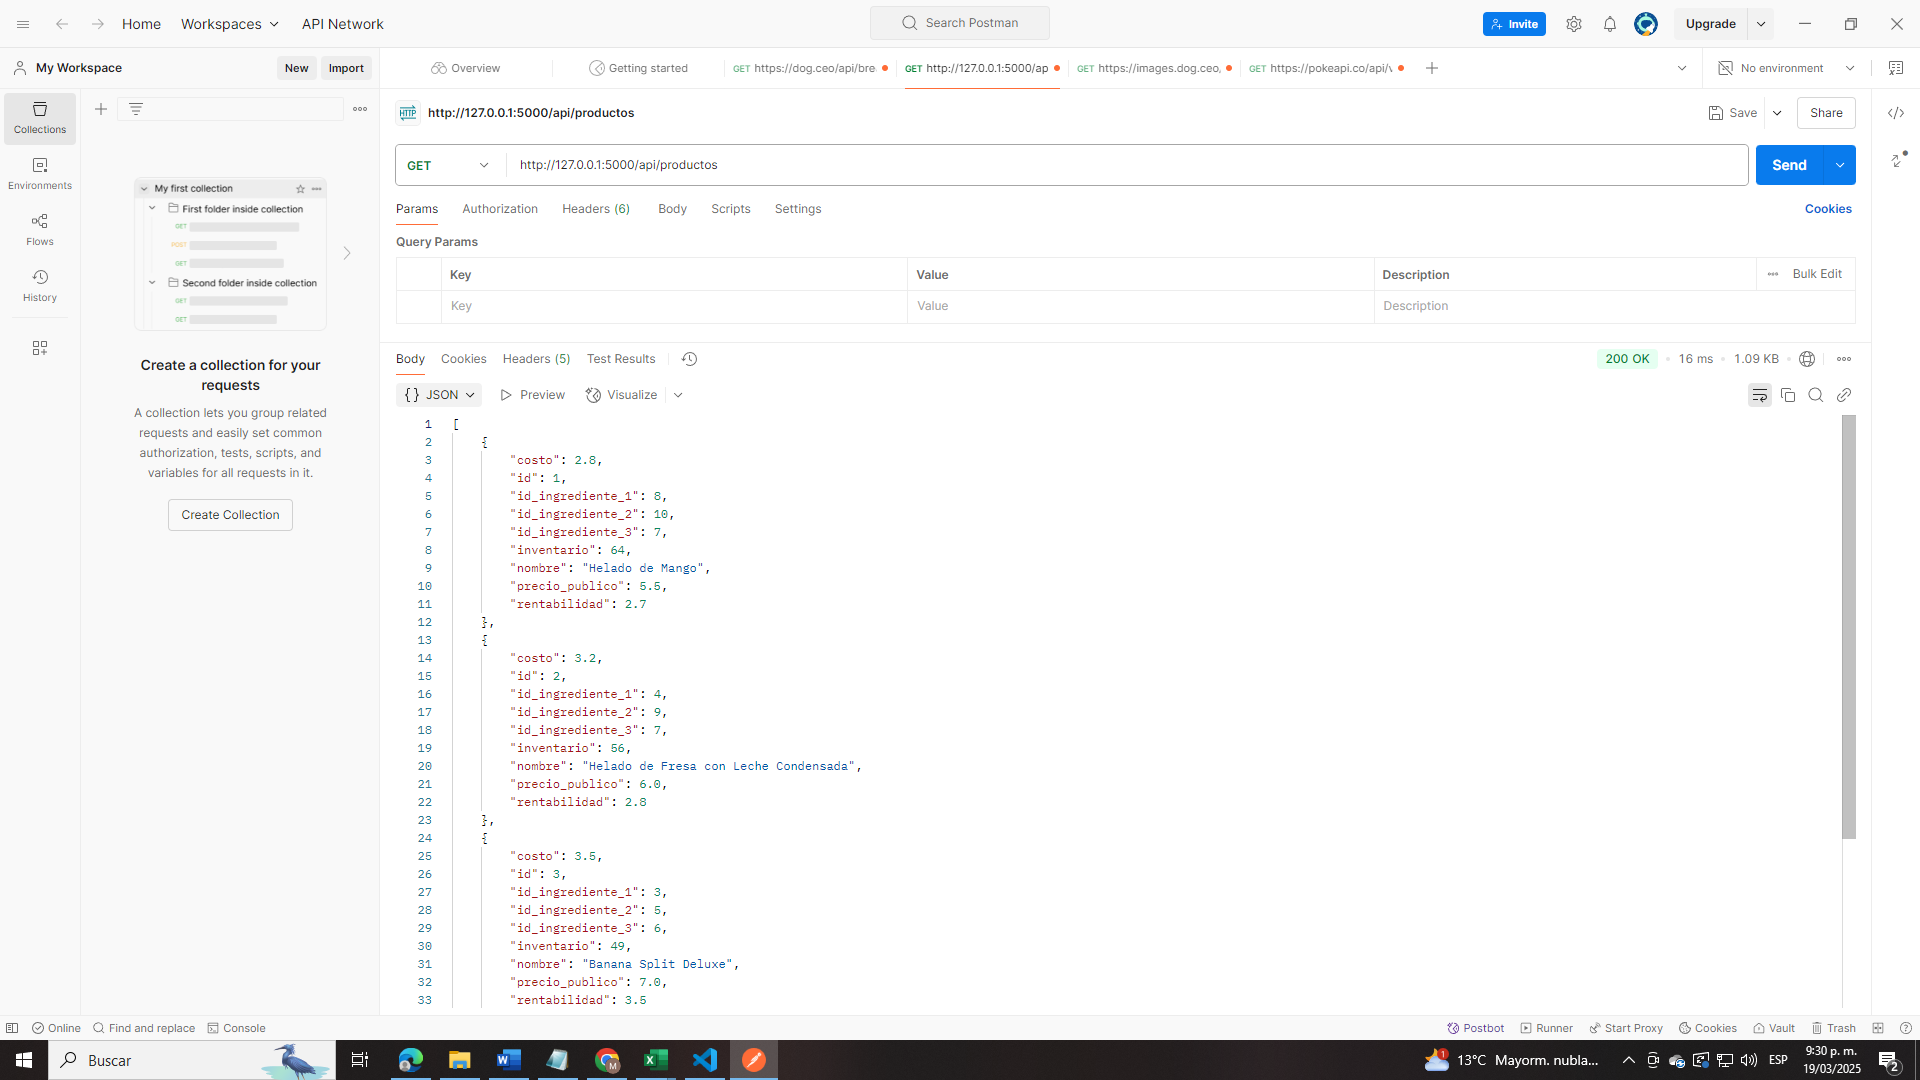 Home
Workspaces
API Network
Search Postman
Invite
Upgrade
My Workspace
New
Import
Overview
Getting started
GET https://dog.ceo/api/bre
GET http://127.0.0.1:5000/ap
GET https://images.dog.ceo,
GET https://pokeapi.co/api/v
No environment
Collections
Environments
Flows
History
My first collection
First folder inside collection
GET
POST
GET
Second folder inside collection
GET
GET
Create a collection for your
requests
A collection lets you group related
requests and easily set common
authorization, tests, scripts, and
variables for all requests in it.
Create Collection
HTTP http://127.0.0.1:5000/api/productos
Save
Share
GET
http://127.0.0.1:5000/api/productos
Send
Params
Authorization
Headers (6)
Body
Scripts
Settings
Cookies
Query Params
Key
Value
Description
Bulk Edit
Key
Value
Description
Body
Cookies
Headers (5)
Test Results
200 OK
16 ms
1.09 KB
{} JSON
Preview
Visualize
1 [
2 {
3 "costo": 2.8,
4 "id": 1,
5 "id_ingrediente_1": 8,
6 "id_ingrediente_2": 10,
7 "id_ingrediente_3": 7,
8 "inventario": 64,
9 "nombre": "Helado de Mango",
10 "precio_publico": 5.5,
11 "rentabilidad": 2.7
12 },
13 {
14 "costo": 3.2,
15 "id": 2,
16 "id_ingrediente_1": 4,
17 "id_ingrediente_2": 9,
18 "id_ingrediente_3": 7,
19 "inventario": 56,
20 "nombre": "Helado de Fresa con Leche Condensada",
21 "precio_publico": 6.0,
22 "rentabilidad": 2.8
23 },
24 {
25 "costo": 3.5,
26 "id": 3,
27 "id_ingrediente_1": 3,
28 "id_ingrediente_2": 5,
29 "id_ingrediente_3": 6,
30 "inventario": 49,
31 "nombre": "Banana Split Deluxe",
32 "precio_publico": 7.0,
33 "rentabilidad": 3.5
Online
Find and replace
Console
Postbot
Runner
Start Proxy
Cookies
Vault
Trash
Buscar
13°C Mayorm. nubla...
ESP
9:30 p. m.
19/03/2025
2